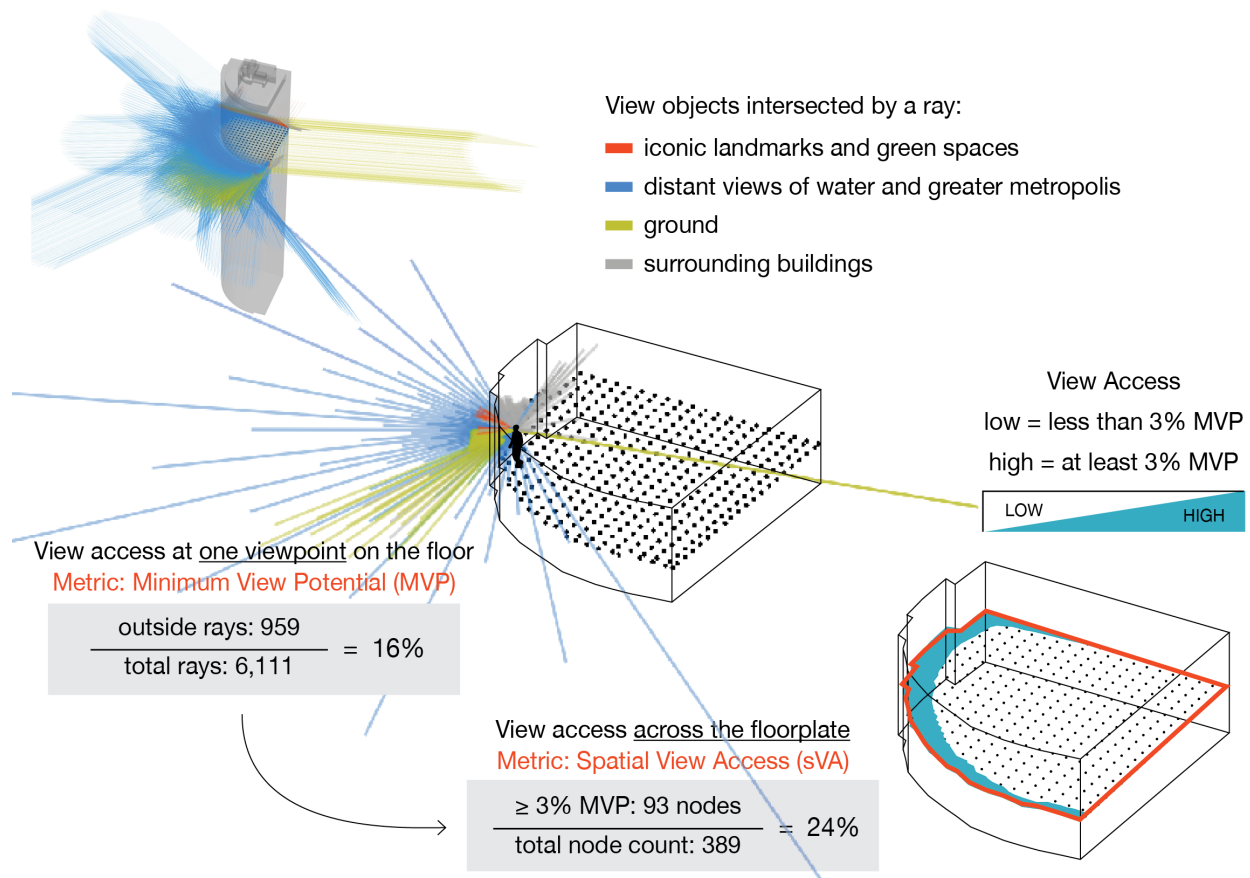 View objects intersected by a ray:
iconic landmarks and green spaces
distant views of water and greater metropolis
ground
surrounding buildings
View Access
low = less than 3% MVP
high = at least 3% MVP
LOW
HIGH
View access at one viewpoint on the floor
Metric: Minimum View Potential (MVP)
outside rays: 959
total rays: 6,111
= 16%
View access across the floorplate
Metric: Spatial View Access (sVA)
≥ 3% MVP: 93 nodes
total node count: 389
= 24%